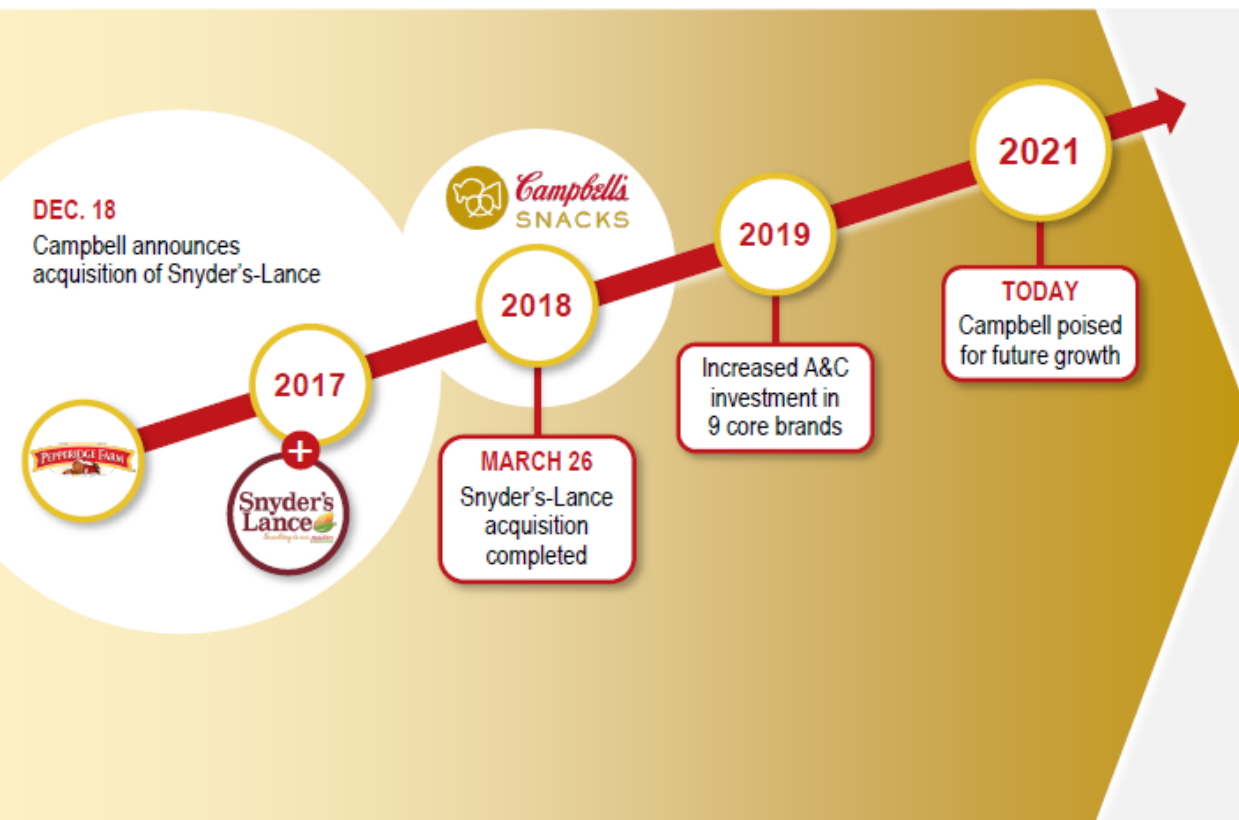 DEC. 18
Campbell announces
acquisition of Snyder's-Lance
PEPPERIDGE FARM
2017
+
Snyder's
Lance
Campbell's
SNACKS
2018
MARCH 26
Snyder's-Lance
acquisition
completed
2019
Increased A&C
investment in
9 core brands
2021
TODAY
Campbell poised
for future growth